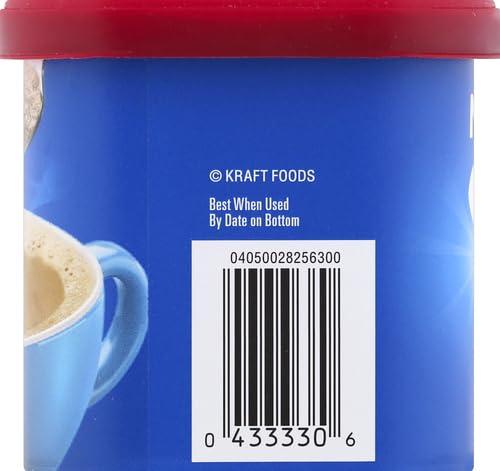 © KRAFT FOODS
Best When Used
By Date on Bottom
04050028256300
0 433330 6